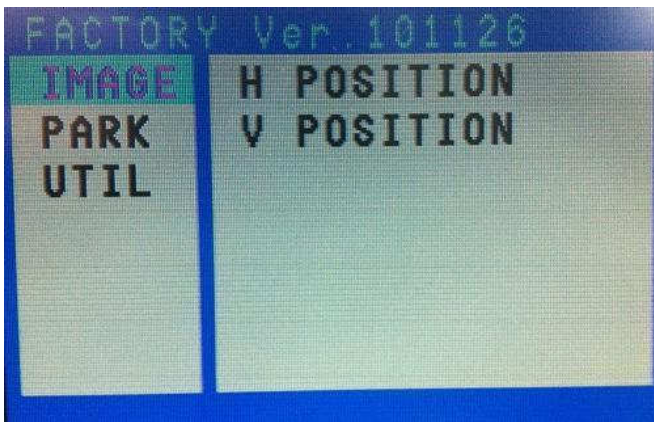 FACTORY Ver.101126
IMAGE H POSITION
PARK V POSITION
UTIL